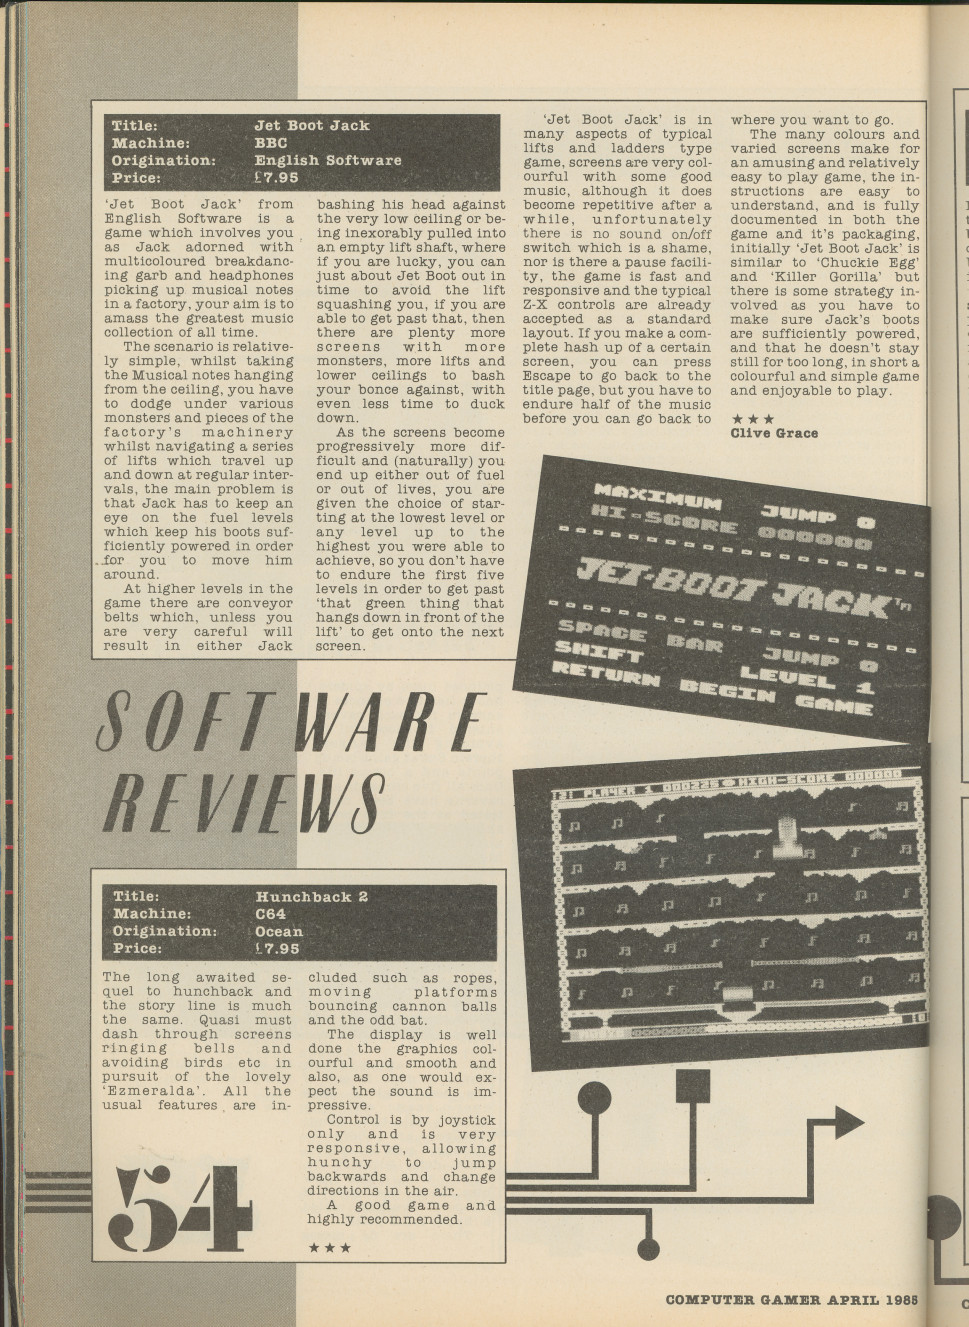 Title: Jet Boot Jack
Machine: BBC
Origination: English Software
Price: £7.95
'Jet Boot Jack' from
English Software is a
game which involves you
as Jack adorned with
multicoloured breakdanc-
ing garb and headphones
picking up musical notes
in a factory, your aim is to
amass the greatest music
collection of all time.
The scenario is relative-
ly simple, whilst taking
the Musical notes hanging
from the ceiling, you have
to dodge under various
monsters and pieces of the
factory's machinery
whilst navigating a series
of lifts which travel up
and down at regular inter-
vals, the main problem is
that Jack has to keep an
eye on the fuel levels
which keep his boots suf-
ficiently powered in order
for you to move him
around.
At higher levels in the
game there are conveyor
belts which, unless you
are very careful will
result in either Jack
bashing his head against
the very low ceiling or be-
ing inexorably pulled into
an empty lift shaft, where
if you are lucky, you can
just about Jet Boot out in
time to avoid the lift
squashing you, if you are
able to get past that, then
there are plenty more
screens with more
monsters, more lifts and
lower ceilings to bash
your bonce against, with
even less time to duck
down.
As the screens become
progressively more dif-
ficult and (naturally) you
end up either out of fuel
or out of lives, you are
given the choice of star-
ting at the lowest level or
any level up to the
highest you were able to
achieve, so you don't have
to endure the first five
levels in order to get past
'that green thing that
hangs down in front of the
lift' to get onto the next
screen.
'Jet Boot Jack' is in
many aspects of typical
lifts and ladders type
game, screens are very col-
ourful with some good
music, although it does
become repetitive after a
while, unfortunately
there is no sound on/off
switch which is a shame,
nor is there a pause facili-
ty, the game is fast and
responsive and the typical
Z-X controls are already
accepted as a standard
layout. If you make a com-
plete hash up of a certain
screen, you can press
Escape to go back to the
title page, but you have to
endure half of the music
before you can go back to
where you want to go.
The many colours and
varied screens make for
an amusing and relatively
easy to play game, the in-
structions are easy to
understand, and is fully
documented in both the
game and it's packaging,
initially 'Jet Boot Jack' is
similar to 'Chuckie Egg'
and 'Killer Gorilla' but
there is some strategy in-
volved as you have to
make sure Jack's boots
are sufficiently powered,
and that he doesn't stay
still for too long, in short a
colourful and simple game
and enjoyable to play.
★★★
Clive Grace
MAXIMUM JUMP 0
HI-SCORE 000000
JET-BOOT JACK TM
SPACE BAR JUMP 0
SHIFT LEVEL 1
RETURN BEGIN GAME
SOFTWARE
REVIEWS
PLAYER 1 000225 HIGH-SCORE 000000
Title: Hunchback 2
Machine: C64
Origination: Ocean
Price: £7.95
The long awaited se-
quel to hunchback and
the story line is much
the same. Quasi must
dash through screens
ringing bells and
avoiding birds etc in
pursuit of the lovely
'Ezmeralda'. All the
usual features are in-
cluded such as ropes,
moving platforms
bouncing cannon balls
and the odd bat.
The display is well
done the graphics col-
ourful and smooth and
also, as one would ex-
pect the sound is im-
pressive.
Control is by joystick
only and is very
responsive, allowing
hunchy to jump
backwards and change
directions in the air.
A good game and
highly recommended.
★★★
54
COMPUTER GAMER APRIL 1985